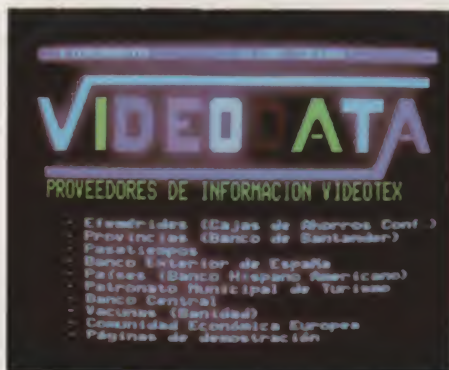 VIDEODATA
PROVEEDORES DE INFORMACION VIDEOTEX
Efemérides (Cajas de Ahorros Conf.)
Provincias (Banco de Santander)
Pasatiempos
Banco Exterior de España
Países (Banco Hispano Americano)
Patronato Municipal de Turismo
Banco Central
Vacunas (Sanidad)
Comunidad Económica Europea
Páginas de demostración